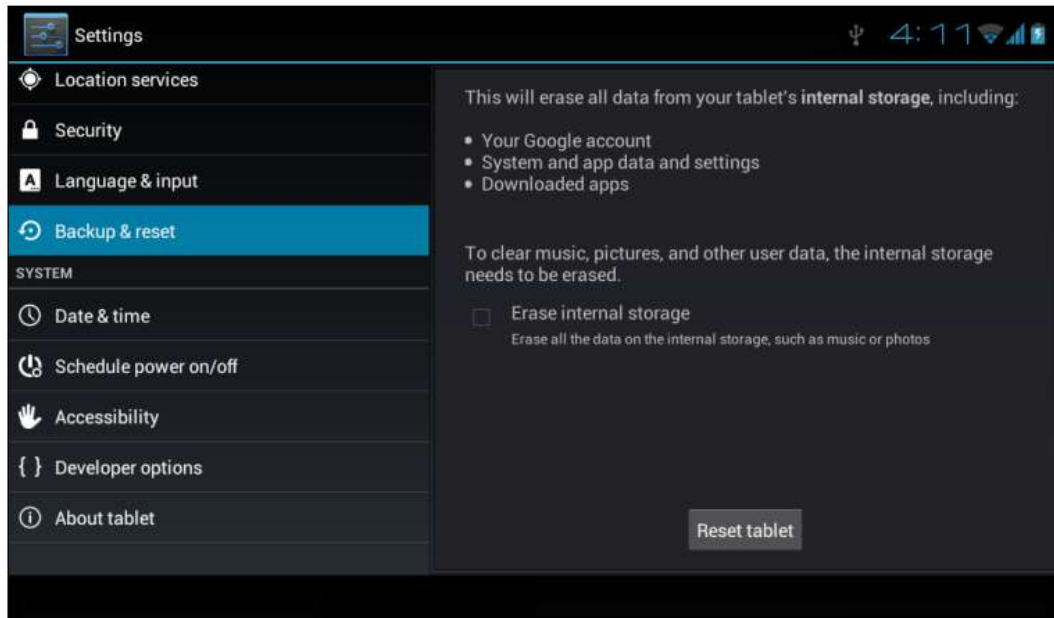 Settings
4:11
Location services
Security
Language & input
Backup & reset
SYSTEM
Date & time
Schedule power on/off
Accessibility
{ } Developer options
About tablet
This will erase all data from your tablet's internal storage, including:
• Your Google account
• System and app data and settings
• Downloaded apps
To clear music, pictures, and other user data, the internal storage
needs to be erased.
Erase internal storage
Erase all the data on the internal storage, such as music or photos
Reset tablet